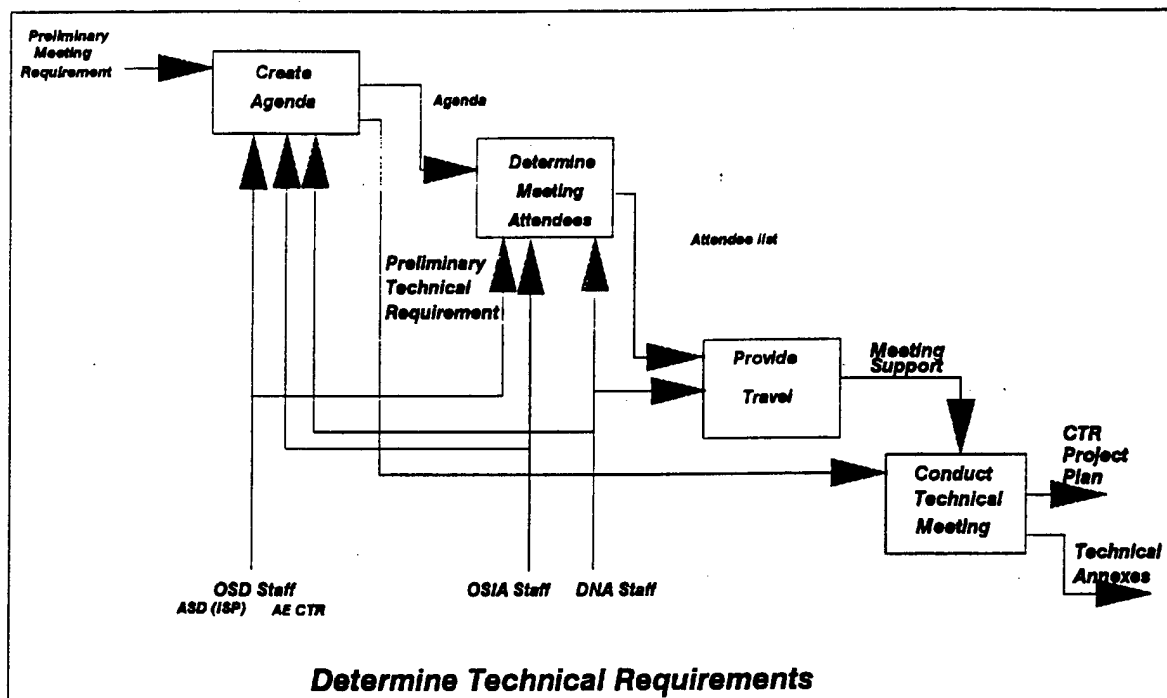 Preliminary
Meeting
Requirement
Create
Agenda
Agenda
Determine
Meeting
Attendees
Attendee list
Preliminary
Technical
Requirement
Provide
Travel
Meeting
Support
Conduct
Technical
Meeting
CTR
Project
Plan
Technical
Annexes
OSD Staff
ASD (ISP) AE CTR
OSIA Staff
DNA Staff
Determine Technical Requirements